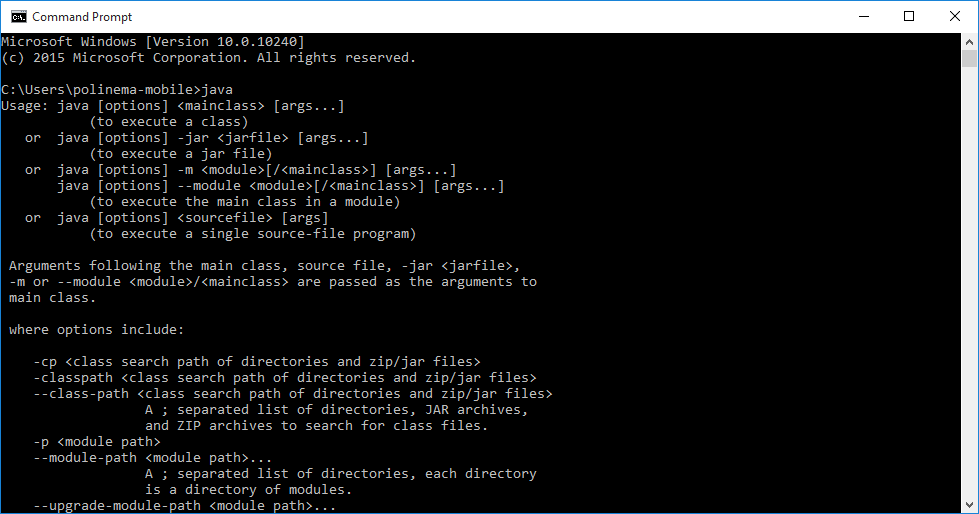 Command Prompt
Microsoft Windows [Version 10.0.10240]
(c) 2015 Microsoft Corporation. All rights reserved.
C:\Users\polinema-mobile>java
Usage: java [options] <mainclass> [args...]
(to execute a class)
or  java [options] -jar <jarfile> [args...]
(to execute a jar file)
or  java [options] -m <module>[/<mainclass>] [args...]
java [options] --module <module>[/<mainclass>] [args...]
(to execute the main class in a module)
or  java [options] <sourcefile> [args]
(to execute a single source-file program)
Arguments following the main class, source file, -jar <jarfile>,
-m or --module <module>/<mainclass> are passed as the arguments to
main class.
where options include:
-cp <class search path of directories and zip/jar files>
-classpath <class search path of directories and zip/jar files>
--class-path <class search path of directories and zip/jar files>
A ; separated list of directories, JAR archives,
and ZIP archives to search for class files.
-p <module path>
--module-path <module path>...
A ; separated list of directories, each directory
is a directory of modules.
--upgrade-module-path <module path>...